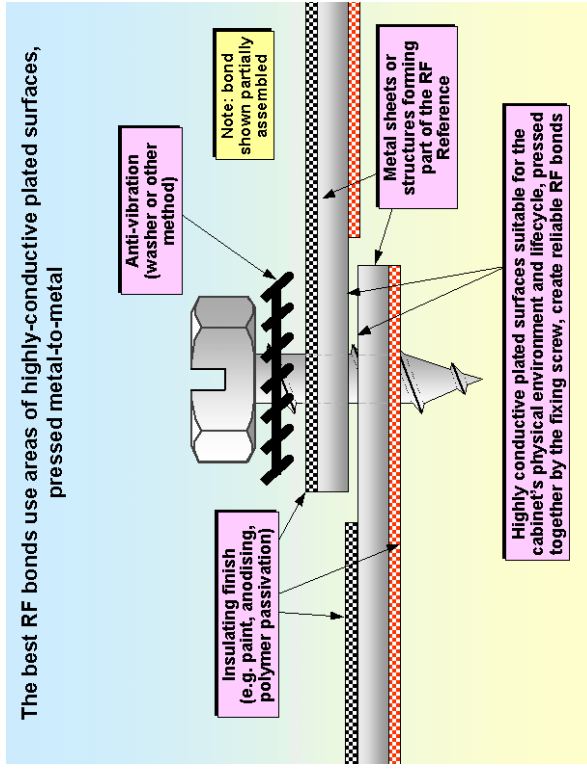 The best RF bonds use areas of highly-conductive plated surfaces,
pressed metal-to-metal
Anti-vibration
(washer or other
method)
Note: bond
shown partially
assembled
Insulating finish
(e.g. paint, anodising,
polymer passivation)
Metal sheets or
structures forming
part of the RF
Reference
Highly conductive plated surfaces suitable for the
cabinet's physical environment and lifecycle, pressed
together by the fixing screw, create reliable RF bonds